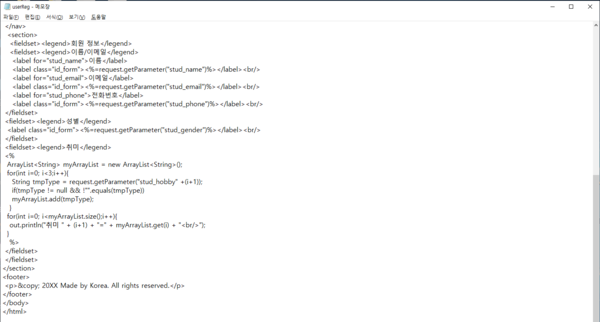 userReg - 메모장
파일(F) 편집(E) 서식(O) 보기(V) 도움말
</nav>
<section>
<fieldset><legend>회원 정보</legend>
<fieldset><legend>이름/이메일</legend>
<label for="stud_name">이름</label>
<label class="id_form"><%=request.getParameter("stud_name")%></label><br/>
<label for="stud_email">이메일</label>
<label class="id_form"><%=request.getParameter("stud_email")%></label><br/>
<label for="stud_phone">전화번호</label>
<label class="id_form"><%=request.getParameter("stud_phone")%></label><br/>
</fieldset>
<fieldset><legend>성별</legend>
<label class="id_form"><%=request.getParameter("stud_gender")%></label><br/>
</fieldset>
<fieldset><legend>취미</legend>
<%
ArrayList<String> myArrayList = new ArrayList<String>();
for(int i=0; i<3;i++){
String tmpType = request.getParameter("stud_hobby" +(i+1));
if(tmpType != null && !"".equals(tmpType))
myArrayList.add(tmpType);
}
for(int i=0; i<myArrayList.size();i++){
out.println("취미 " + (i+1) + "=" + myArrayList.get(i) + "<br/>");
}
%>
</fieldset>
</fieldset>
</section>
<footer>
<p>&copy; 20XX Made by Korea. All rights reserved.</p>
</footer>
</body>
</html>